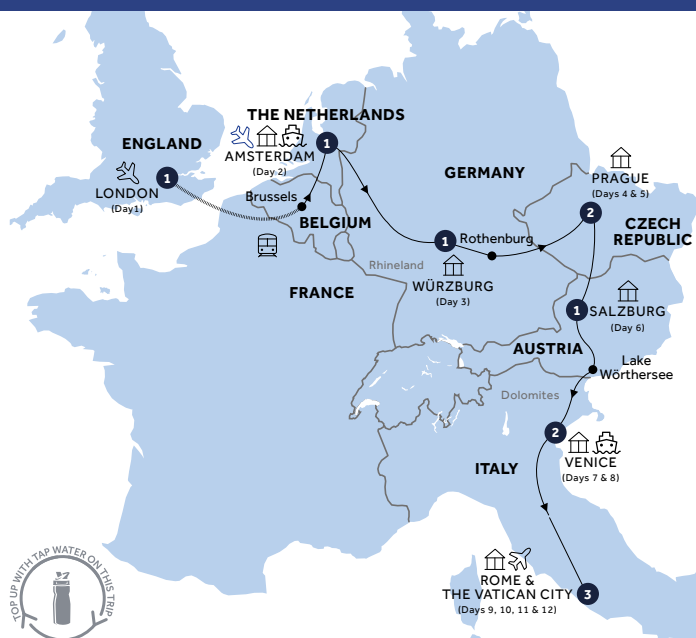 THE NETHERLANDS
1
AMSTERDAM
(Day 2)
ENGLAND
1
LONDON
(Day1)
Brussels
BELGIUM
GERMANY
PRAGUE
(Days 4 & 5)
2
CZECH
REPUBLIC
1
Rothenburg
WÜRZBURG
(Day 3)
Rhineland
FRANCE
1
SALZBURG
(Day 6)
AUSTRIA
Lake
Wörthersee
Dolomites
2
VENICE
(Days 7 & 8)
ITALY
ROME &
THE VATICAN CITY
(Days 9, 10, 11 & 12)
3
TOP UP WITH TAP WATER ON THIS TRIP